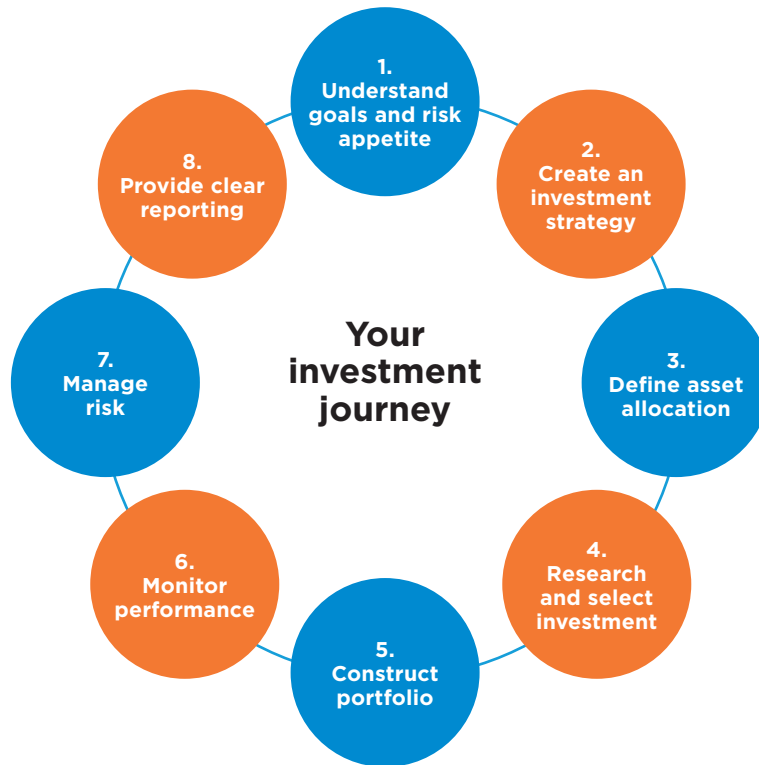 1.
Understand
goals and risk
appetite
2.
Create an
investment
strategy
3.
Define asset
allocation
4.
Research
and select
investment
5.
Construct
portfolio
6.
Monitor
performance
7.
Manage
risk
8.
Provide clear
reporting
Your
investment
journey